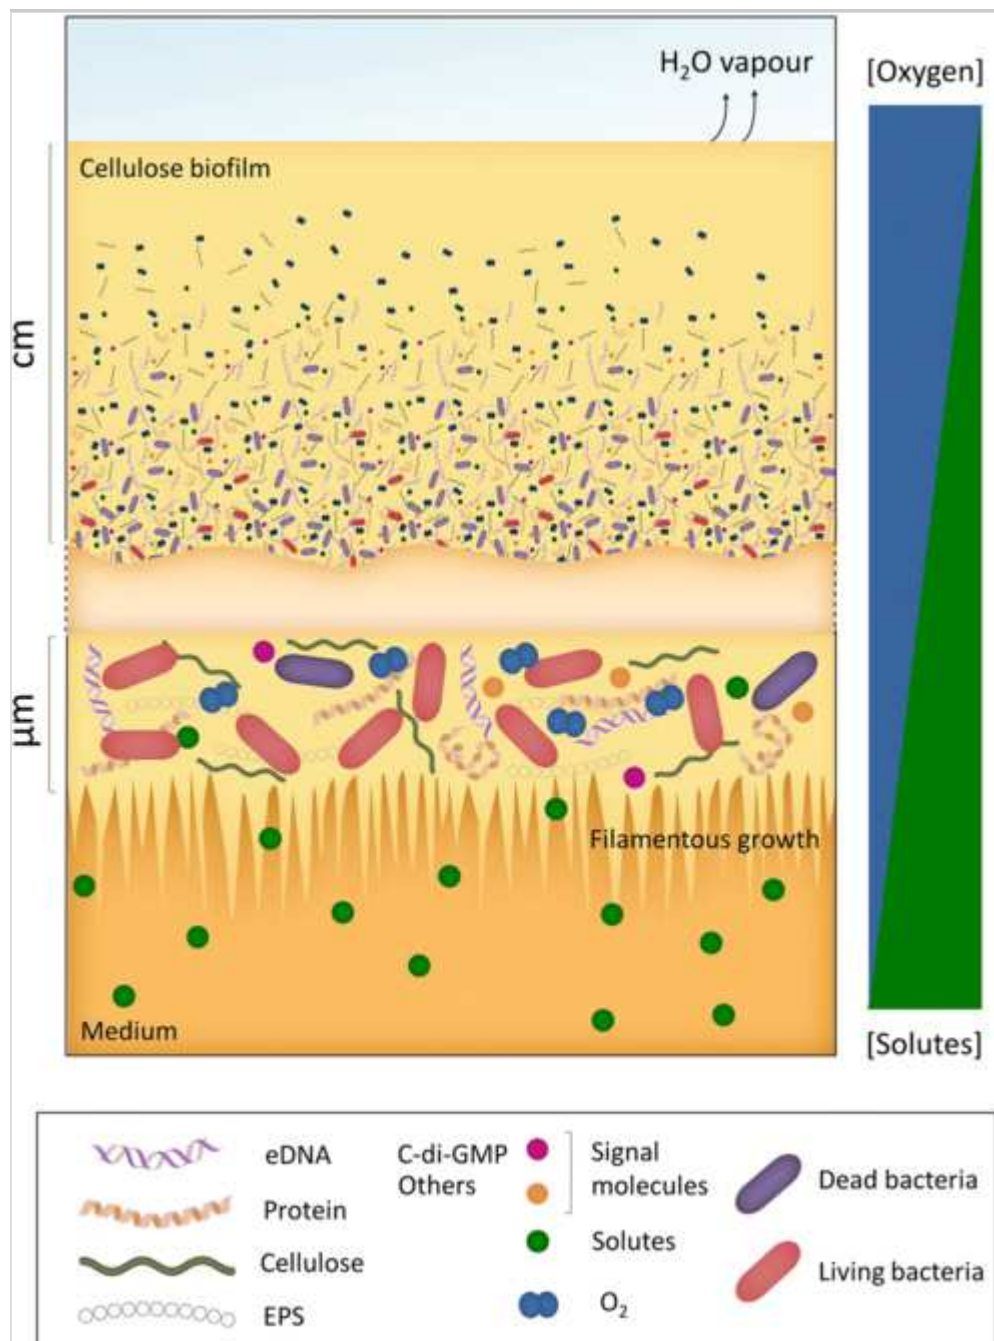 H₂O vapour
[Oxygen]
Cellulose biofilm
cm
μm
Filamentous growth
Medium
[Solutes]
eDNA
Protein
Cellulose
EPS
C-di-GMP
Others
Signal
molecules
Solutes
O₂
Dead bacteria
Living bacteria